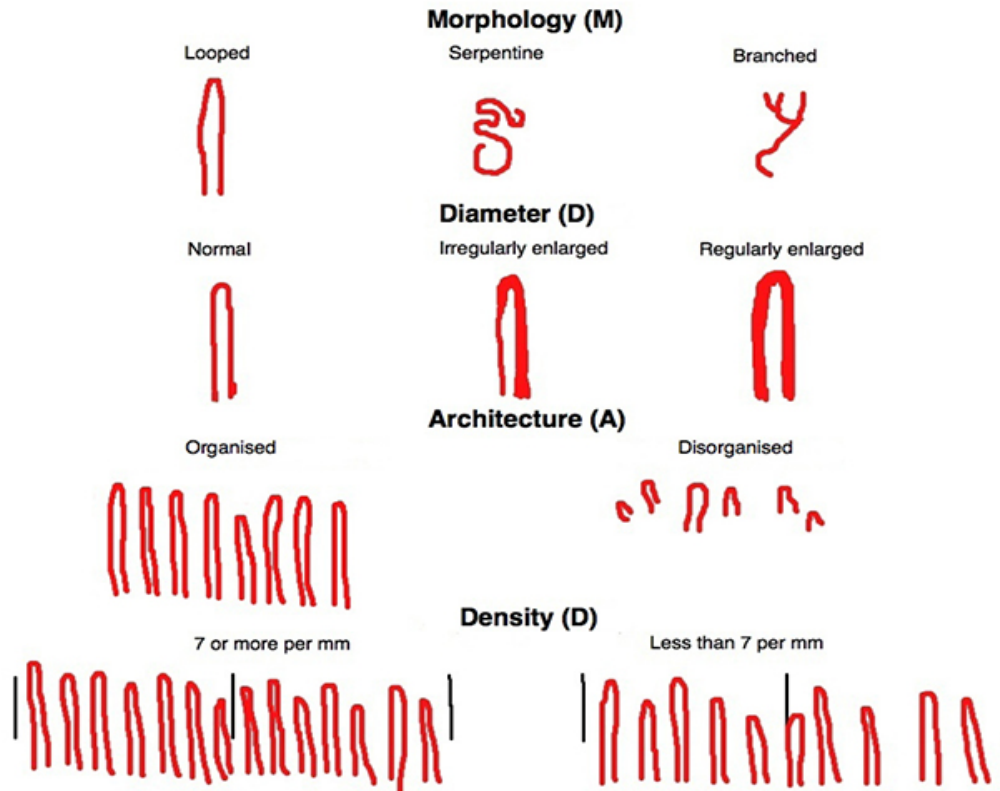 Morphology (M)
Looped Serpentine Branched
Diameter (D)
Normal Irregularly enlarged Regularly enlarged
Architecture (A)
Organised Disorganised
Density (D)
7 or more per mm Less than 7 per mm